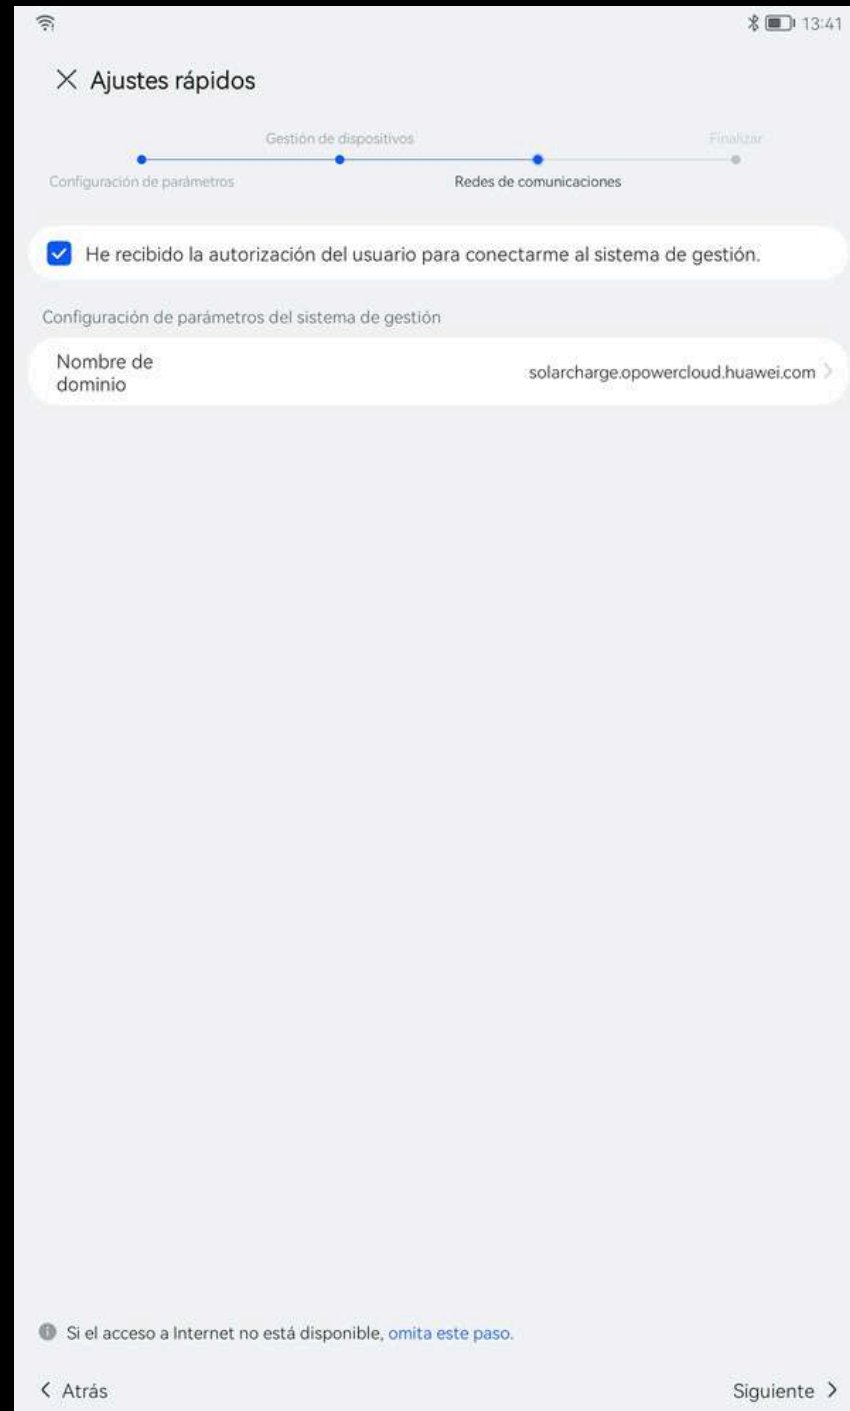 13:41
Ajustes rápidos
Gestión de dispositivos
Finalizar
Configuración de parámetros
Redes de comunicaciones
He recibido la autorización del usuario para conectarme al sistema de gestión.
Configuración de parámetros del sistema de gestión
Nombre de
dominio
solarcharge.opowercloud.huawei.com
Si el acceso a Internet no está disponible, omita este paso.
Atrás
Siguiente